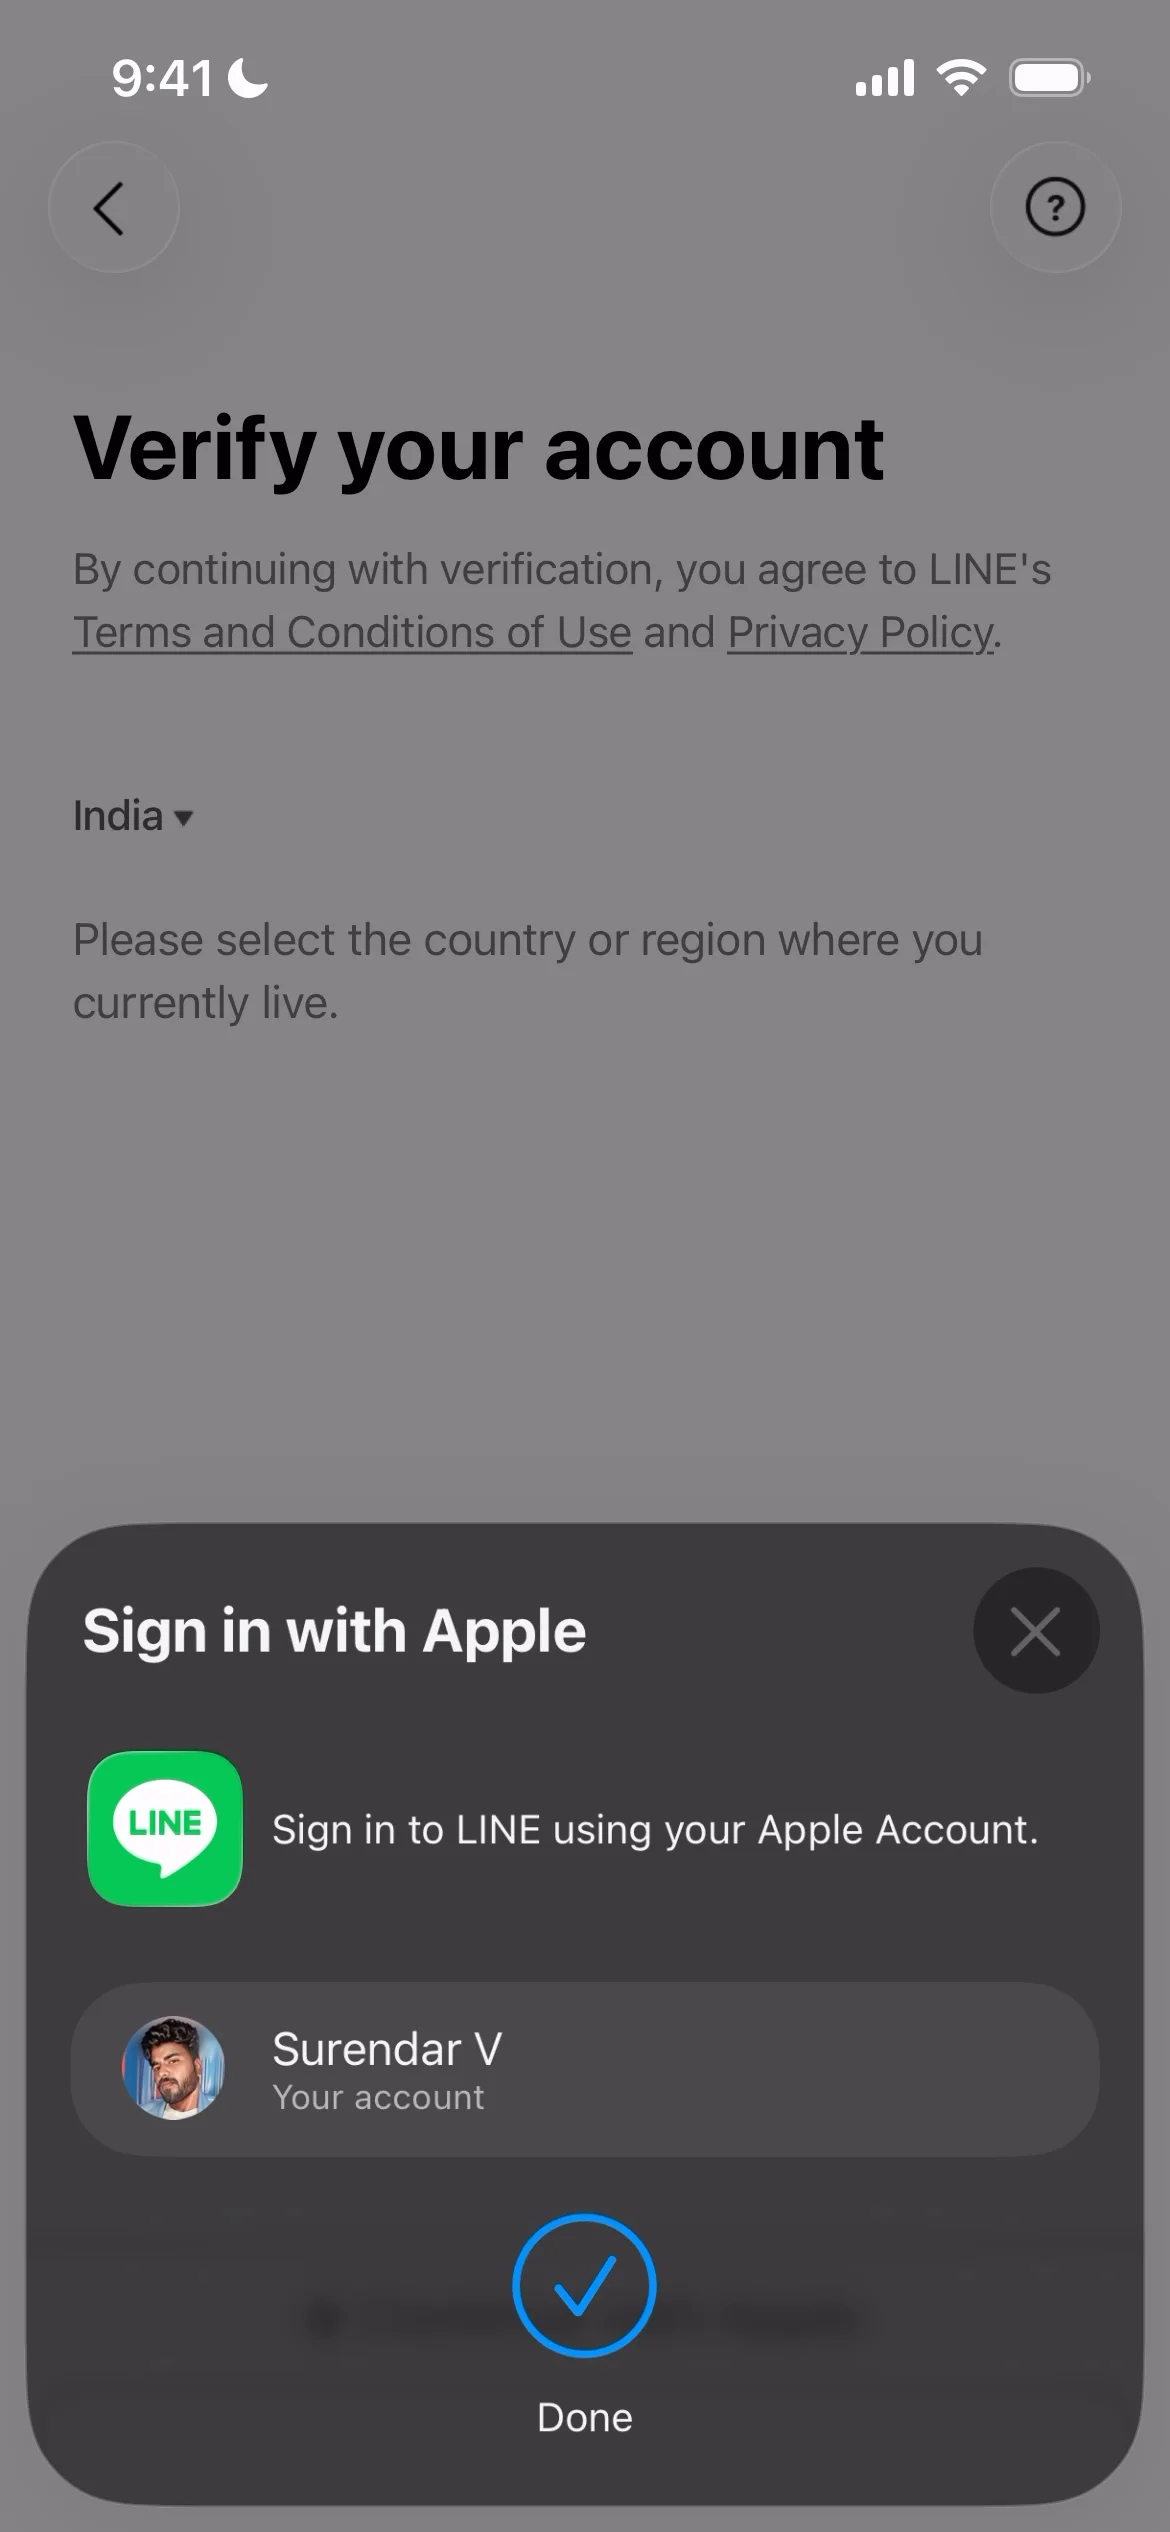 9:41
?
Verify your account
By continuing with verification, you agree to LINE's
Terms and Conditions of Use and Privacy Policy.
India
Please select the country or region where you
currently live.
Sign in with Apple
LINE
Sign in to LINE using your Apple Account.
Surendar V
Your account
Done